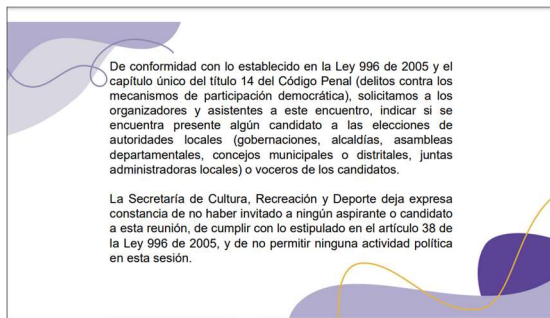 De conformidad con lo establecido en la Ley 996 de 2005 y el
capítulo único del título 14 del Código Penal (delitos contra los
mecanismos de participación democrática), solicitamos a los
organizadores y asistentes a este encuentro, indicar si se
encuentra presente algún candidato a las elecciones de
autoridades locales (gobernaciones, alcaldías, asambleas
departamentales, concejos municipales o distritales, juntas
administradoras locales) o voceros de los candidatos.
La Secretaría de Cultura, Recreación y Deporte deja expresa
constancia de no haber invitado a ningún aspirante o candidato
a esta reunión, de cumplir con lo estipulado en el artículo 38 de
la Ley 996 de 2005, y de no permitir ninguna actividad política
en esta sesión.